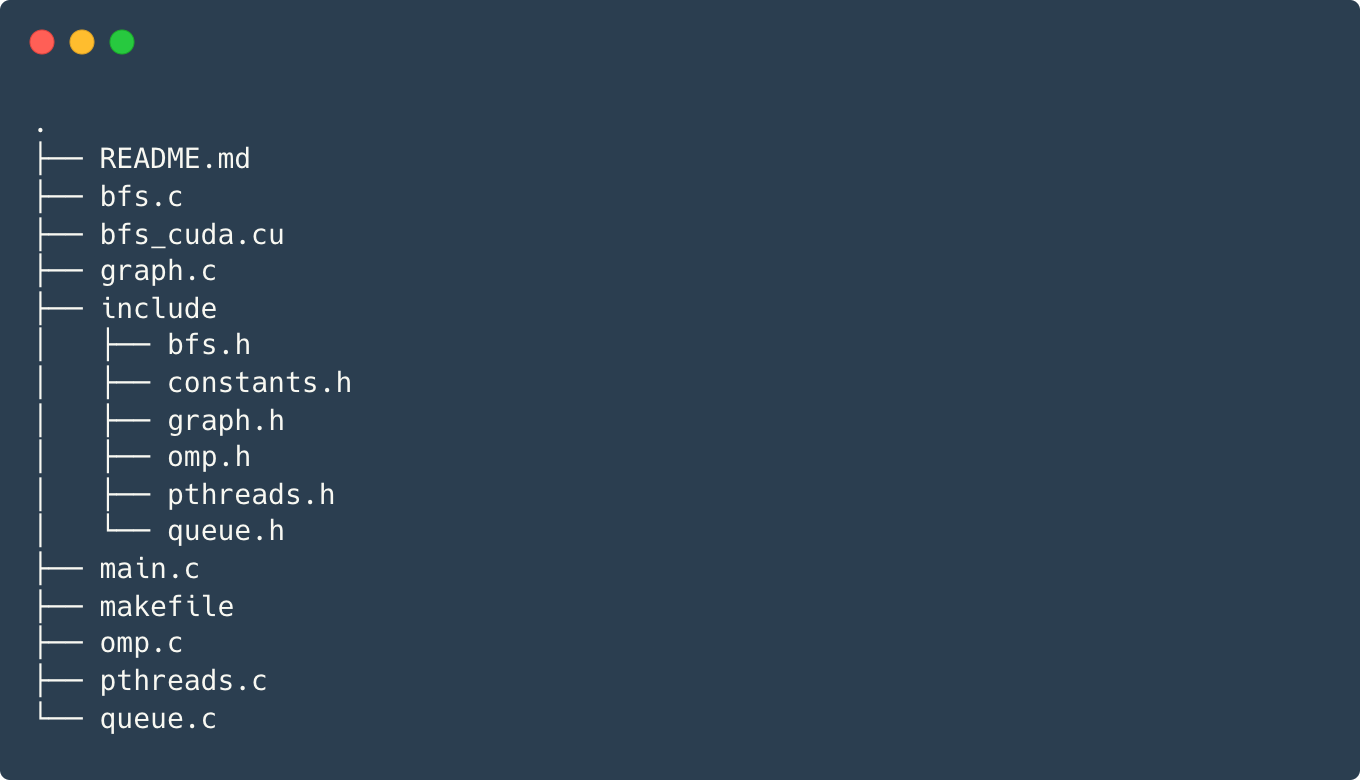 .
├── README.md
├── bfs.c
├── bfs_cuda.cu
├── graph.c
├── include
│   ├── bfs.h
│   ├── constants.h
│   ├── graph.h
│   ├── omp.h
│   ├── pthreads.h
│   └── queue.h
├── main.c
├── makefile
├── omp.c
├── pthreads.c
└── queue.c